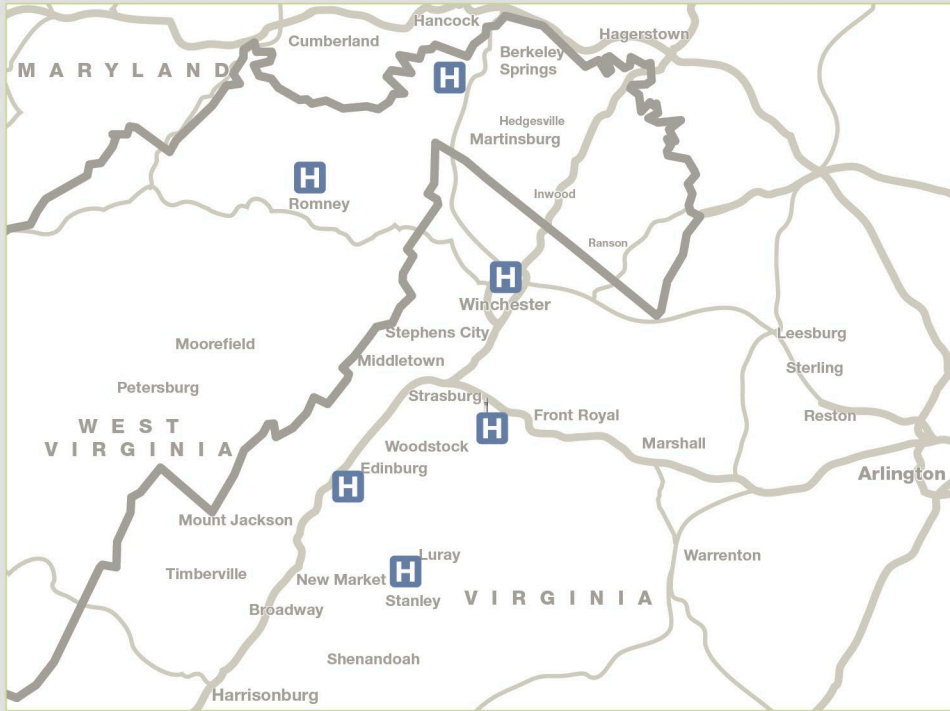 Hancock
Hagerstown
Cumberland
Berkeley
Springs
MARYLAND
H
Hedgesville
Martinsburg
H
Romney
Inwood
Ranson
H
Winchester
Stephens City
Leesburg
Moorefield
Middletown
Sterling
Petersburg
Strasburg
Front Royal
Reston
WEST
VIRGINIA
H
Woodstock
Marshall
Edinburg
Arlington
H
Mount Jackson
Luray
Warrenton
H
Timberville
New Market
Stanley
VIRGINIA
Broadway
Shenandoah
Harrisonburg